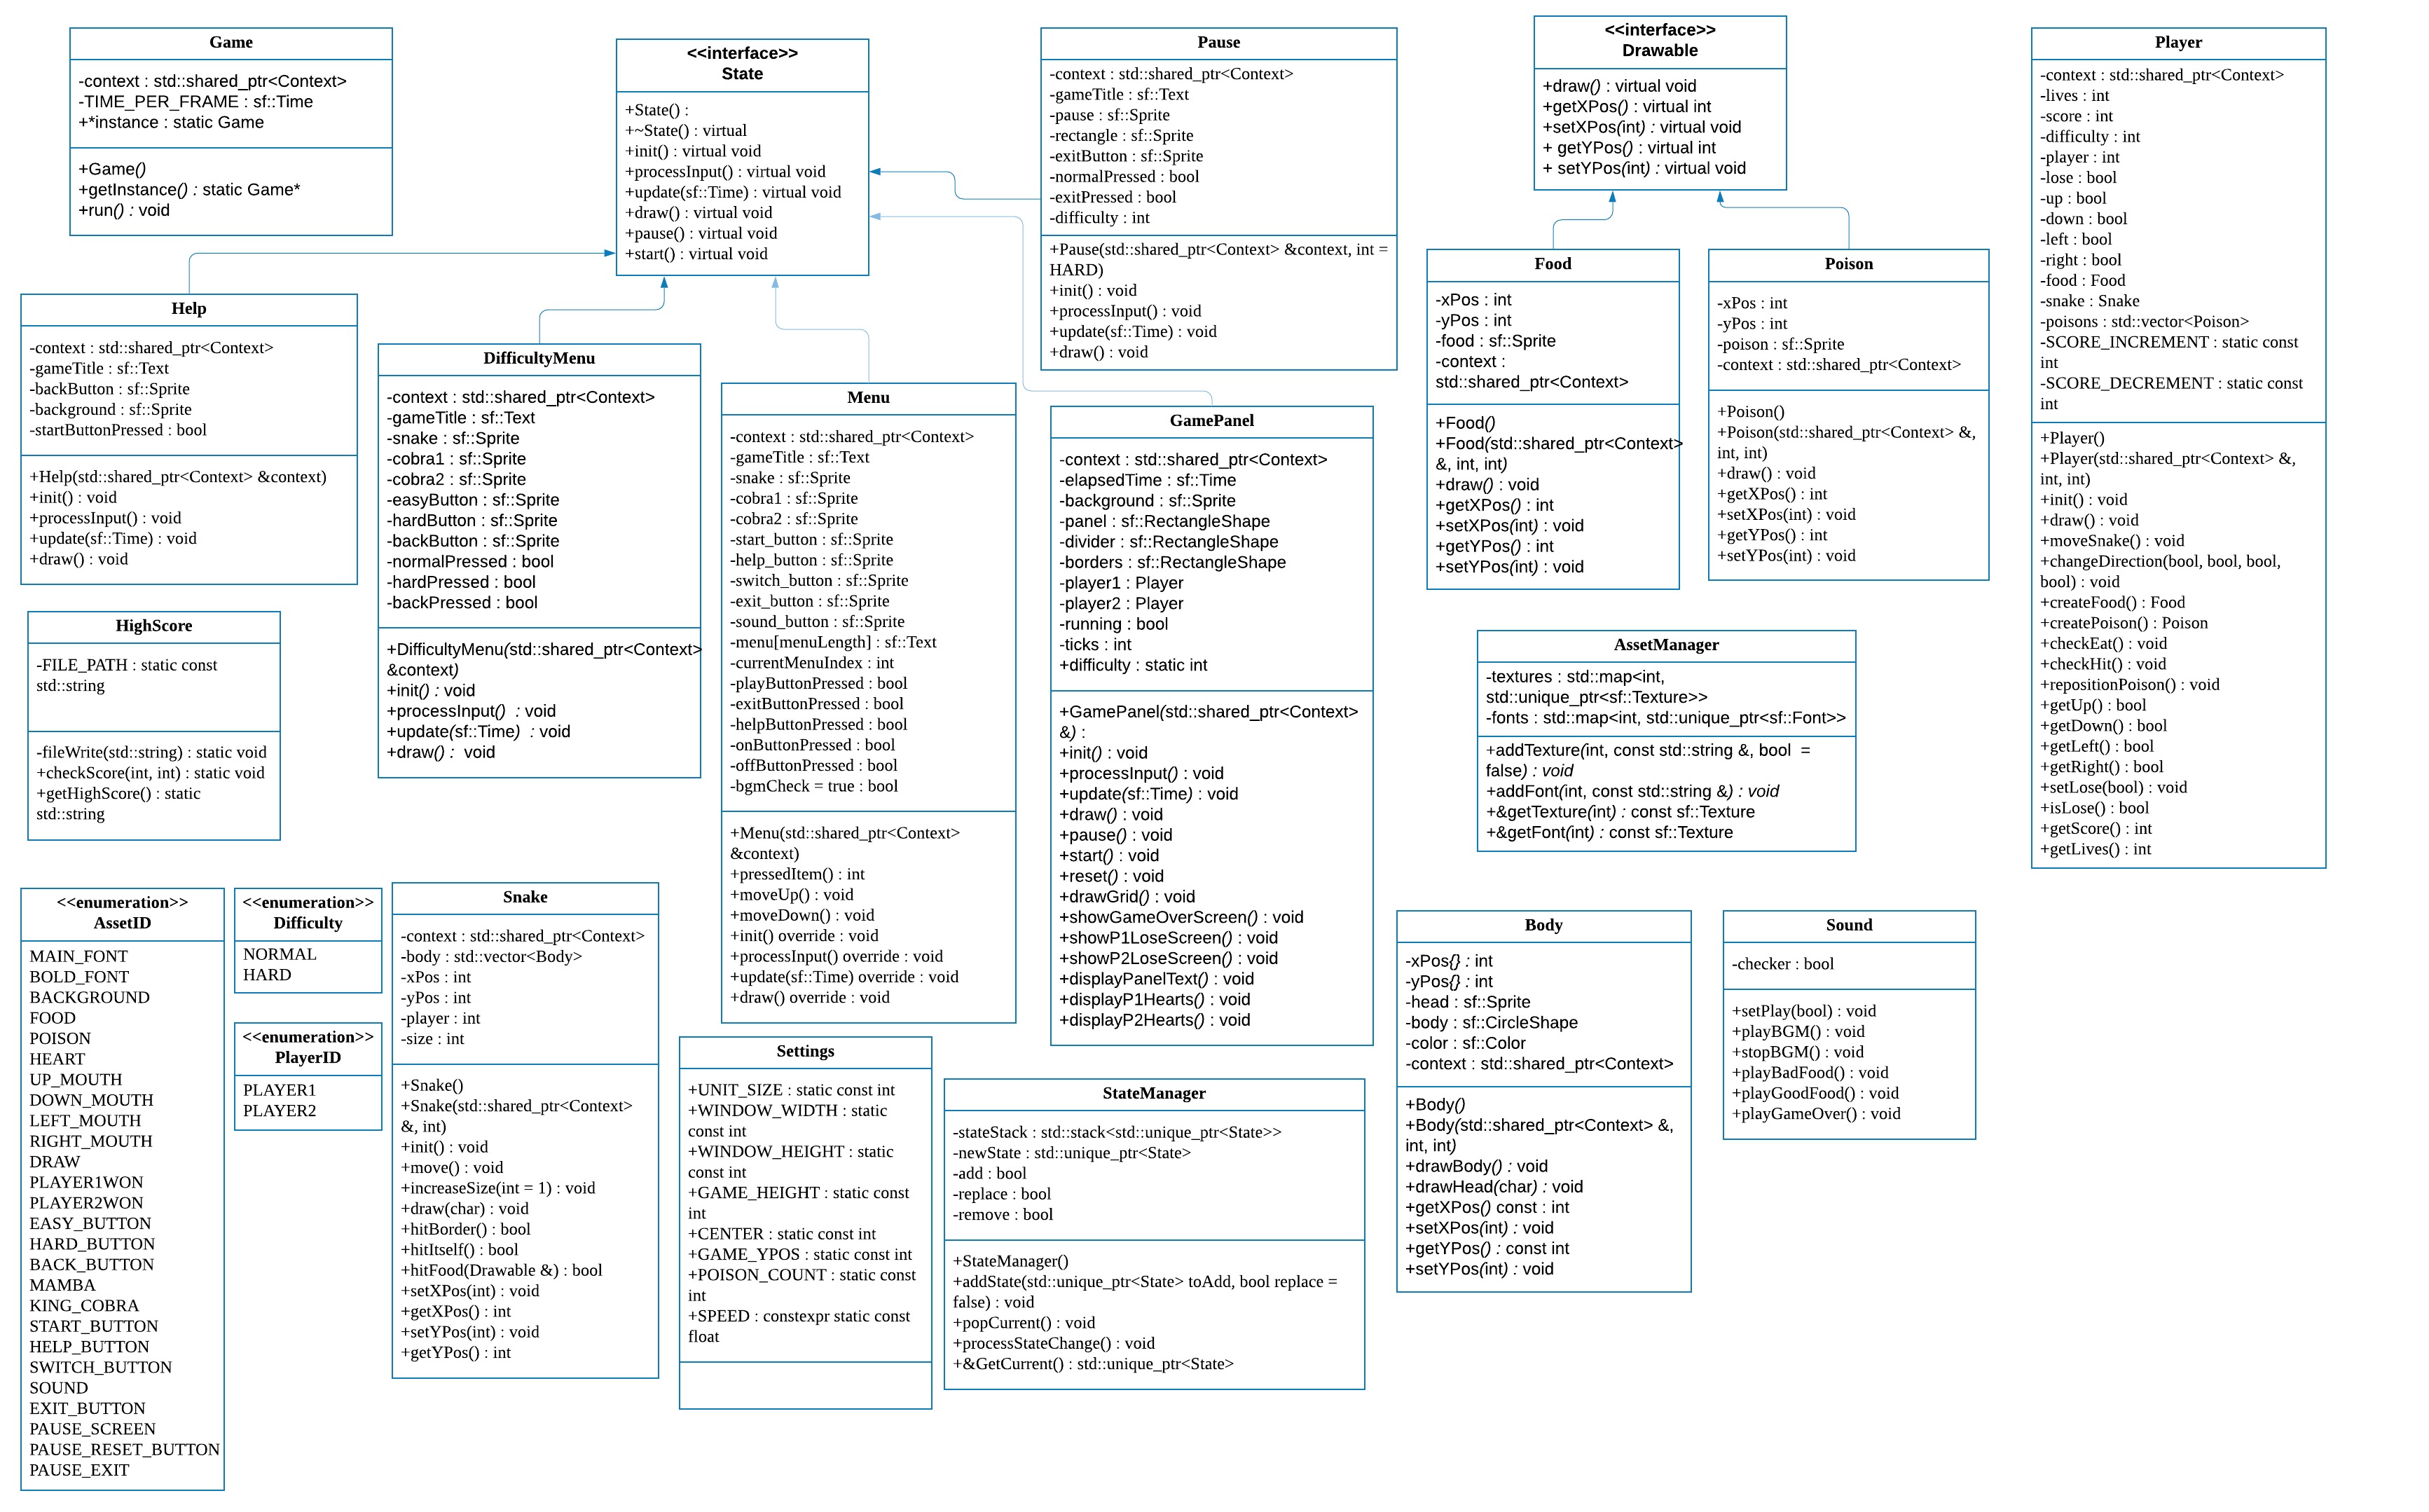 Game
-context : std::shared_ptr<Context>
-TIME_PER_FRAME : sf::Time
+*instance : static Game
+Game()
+getInstance() : static Game*
+run() : void
<<interface>>
State
+State() :
+~State() : virtual
+init() : virtual void
+processInput() : virtual void
+update(sf::Time) : virtual void
+draw() : virtual void
+pause() : virtual void
+start() : virtual void
Pause
-context : std::shared_ptr<Context>
-gameTitle : sf::Text
-pause : sf::Sprite
-rectangle : sf::Sprite
-exitButton : sf::Sprite
-normalPressed : bool
-exitPressed : bool
-difficulty : int
+Pause(std::shared_ptr<Context> &context, int =
HARD)
+init() : void
+processInput() : void
+update(sf::Time) : void
+draw() : void
<<interface>>
Drawable
+draw() : virtual void
+getXPos() : virtual int
+setXPos(int) : virtual void
+ getYPos() : virtual int
+ setYPos(int) : virtual void
Player
-context : std::shared_ptr<Context>
-lives : int
-score : int
-difficulty : int
-player : int
-lose : bool
-up : bool
-down : bool
-left : bool
-right : bool
-food : Food
-snake : Snake
-poisons : std::vector<Poison>
-SCORE_INCREMENT : static const
int
-SCORE_DECREMENT : static const
int
+Player()
+Player(std::shared_ptr<Context> &,
int, int)
+init() : void
+draw() : void
+moveSnake() : void
+changeDirection(bool, bool, bool,
bool) : void
+createFood() : Food
+createPoison() : Poison
+checkEat() : void
+checkHit() : void
+repositionPoison() : void
+getUp() : bool
+getDown() : bool
+getLeft() : bool
+getRight() : bool
+setLose(bool) : void
+isLose() : bool
+getScore() : int
+getLives() : int
Help
-context : std::shared_ptr<Context>
-gameTitle : sf::Text
-backButton : sf::Sprite
-background : sf::Sprite
-startButtonPressed : bool
+Help(std::shared_ptr<Context> &context)
+init() : void
+processInput() : void
+update(sf::Time) : void
+draw() : void
DifficultyMenu
-context : std::shared_ptr<Context>
-gameTitle : sf::Text
-snake : sf::Sprite
-cobra1 : sf::Sprite
-cobra2 : sf::Sprite
-easyButton : sf::Sprite
-hardButton : sf::Sprite
-backButton : sf::Sprite
-normalPressed : bool
-hardPressed : bool
-backPressed : bool
+DifficultyMenu(std::shared_ptr<Context>
&context)
+init() : void
+processInput()  : void
+update(sf::Time)  : void
+draw() :  void
Menu
-context : std::shared_ptr<Context>
-gameTitle : sf::Text
-snake : sf::Sprite
-cobra1 : sf::Sprite
-cobra2 : sf::Sprite
-start_button : sf::Sprite
-help_button : sf::Sprite
-switch_button : sf::Sprite
-exit_button : sf::Sprite
-sound_button : sf::Sprite
-menu[menuLength] : sf::Text
-currentMenuIndex : int
-playButtonPressed : bool
-exitButtonPressed : bool
-helpButtonPressed : bool
-onButtonPressed : bool
-offButtonPressed : bool
-bgmCheck = true : bool
+Menu(std::shared_ptr<Context>
&context)
+pressedItem() : int
+moveUp() : void
+moveDown() : void
+init() override : void
+processInput() override : void
+update(sf::Time) override : void
+draw() override : void
GamePanel
-context : std::shared_ptr<Context>
-elapsedTime : sf::Time
-background : sf::Sprite
-panel : sf::RectangleShape
-divider : sf::RectangleShape
-borders : sf::RectangleShape
-player1 : Player
-player2 : Player
-running : bool
-ticks : int
+difficulty : static int
+GamePanel(std::shared_ptr<Context>
&) :
+init() : void
+processInput() : void
+update(sf::Time) : void
+draw() : void
+pause() : void
+start() : void
+reset() : void
+drawGrid() : void
+showGameOverScreen() : void
+showP1LoseScreen() : void
+showP2LoseScreen() : void
+displayPanelText() : void
+displayP1Hearts() : void
+displayP2Hearts() : void
Food
-xPos : int
-yPos : int
-food : sf::Sprite
-context :
std::shared_ptr<Context>
+Food()
+Food(std::shared_ptr<Context>
&, int, int)
+draw() : void
+getXPos() : int
+setXPos(int) : void
+getYPos() : int
+setYPos(int) : void
Poison
-xPos : int
-yPos : int
-poison : sf::Sprite
-context : std::shared_ptr<Context>
+Poison()
+Poison(std::shared_ptr<Context> &,
int, int)
+draw() : void
+getXPos() : int
+setXPos(int) : void
+getYPos() : int
+setYPos(int) : void
HighScore
-FILE_PATH : static const
std::string
-fileWrite(std::string) : static void
+checkScore(int, int) : static void
+getHighScore() : static
std::string
AssetManager
-textures : std::map<int,
std::unique_ptr<sf::Texture>>
-fonts : std::map<int, std::unique_ptr<sf::Font>>
+addTexture(int, const std::string &, bool  =
false) : void
+addFont(int, const std::string &) : void
+&getTexture(int) : const sf::Texture
+&getFont(int) : const sf::Texture
<<enumeration>>
AssetID
MAIN_FONT
BOLD_FONT
BACKGROUND
FOOD
POISON
HEART
UP_MOUTH
DOWN_MOUTH
LEFT_MOUTH
RIGHT_MOUTH
DRAW
PLAYER1WON
PLAYER2WON
EASY_BUTTON
HARD_BUTTON
BACK_BUTTON
MAMBA
KING_COBRA
START_BUTTON
HELP_BUTTON
SWITCH_BUTTON
SOUND
EXIT_BUTTON
PAUSE_SCREEN
PAUSE_RESET_BUTTON
PAUSE_EXIT
<<enumeration>>
Difficulty
NORMAL
HARD
<<enumeration>>
PlayerID
PLAYER1
PLAYER2
Snake
-context : std::shared_ptr<Context>
-body : std::vector<Body>
-xPos : int
-yPos : int
-player : int
-size : int
+Snake()
+Snake(std::shared_ptr<Context>
&, int)
+init() : void
+move() : void
+increaseSize(int = 1) : void
+draw(char) : void
+hitBorder() : bool
+hitItself() : bool
+hitFood(Drawable &) : bool
+setXPos(int) : void
+getXPos() : int
+setYPos(int) : void
+getYPos() : int
Settings
+UNIT_SIZE : static const int
+WINDOW_WIDTH : static
const int
+WINDOW_HEIGHT : static
const int
+GAME_HEIGHT : static const
int
+CENTER : static const int
+GAME_YPOS : static const int
+POISON_COUNT : static const
int
+SPEED : constexpr static const
float
StateManager
-stateStack : std::stack<std::unique_ptr<State>>
-newState : std::unique_ptr<State>
-add : bool
-replace : bool
-remove : bool
+StateManager()
+addState(std::unique_ptr<State> toAdd, bool replace =
false) : void
+popCurrent() : void
+processStateChange() : void
+&GetCurrent() : std::unique_ptr<State>
Body
-xPos{} : int
-yPos{} : int
-head : sf::Sprite
-body : sf::CircleShape
-color : sf::Color
-context : std::shared_ptr<Context>
+Body()
+Body(std::shared_ptr<Context> &,
int, int)
+drawBody() : void
+drawHead(char) : void
+getXPos() const : int
+setXPos(int) : void
+getYPos() : const int
+setYPos(int) : void
Sound
-checker : bool
+setPlay(bool) : void
+playBGM() : void
+stopBGM() : void
+playBadFood() : void
+playGoodFood() : void
+playGameOver() : void